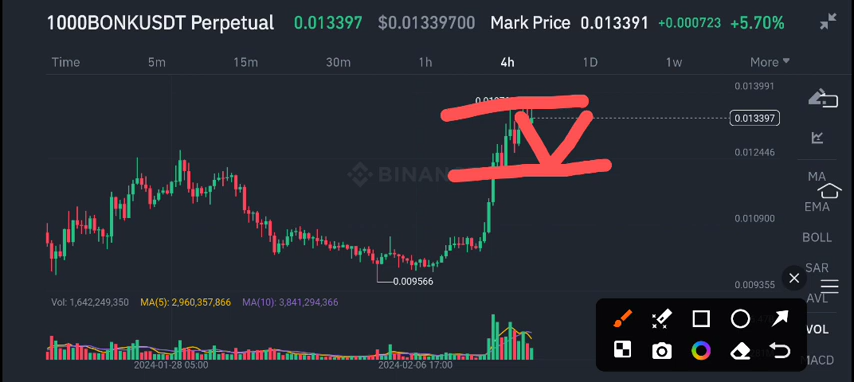 1000BONKUSDT Perpetual 0.013397 $0.01339700 Mark Price 0.013391 +0.000723 +5.70%
Time 5m 15m 30m 1h 4h 1D 1w More
0.013991
0.013397
0.012446
BINAN
MA
EMA
0.010900
BOLL
SAR
0.009566
0.009355
AVL
Vol: 1,642,249,350 MA(5): 2,960,357,866 MA(10): 3,841,294,366
VOL
MACD
2024-01-28 05:00 2024-02-06 17:00